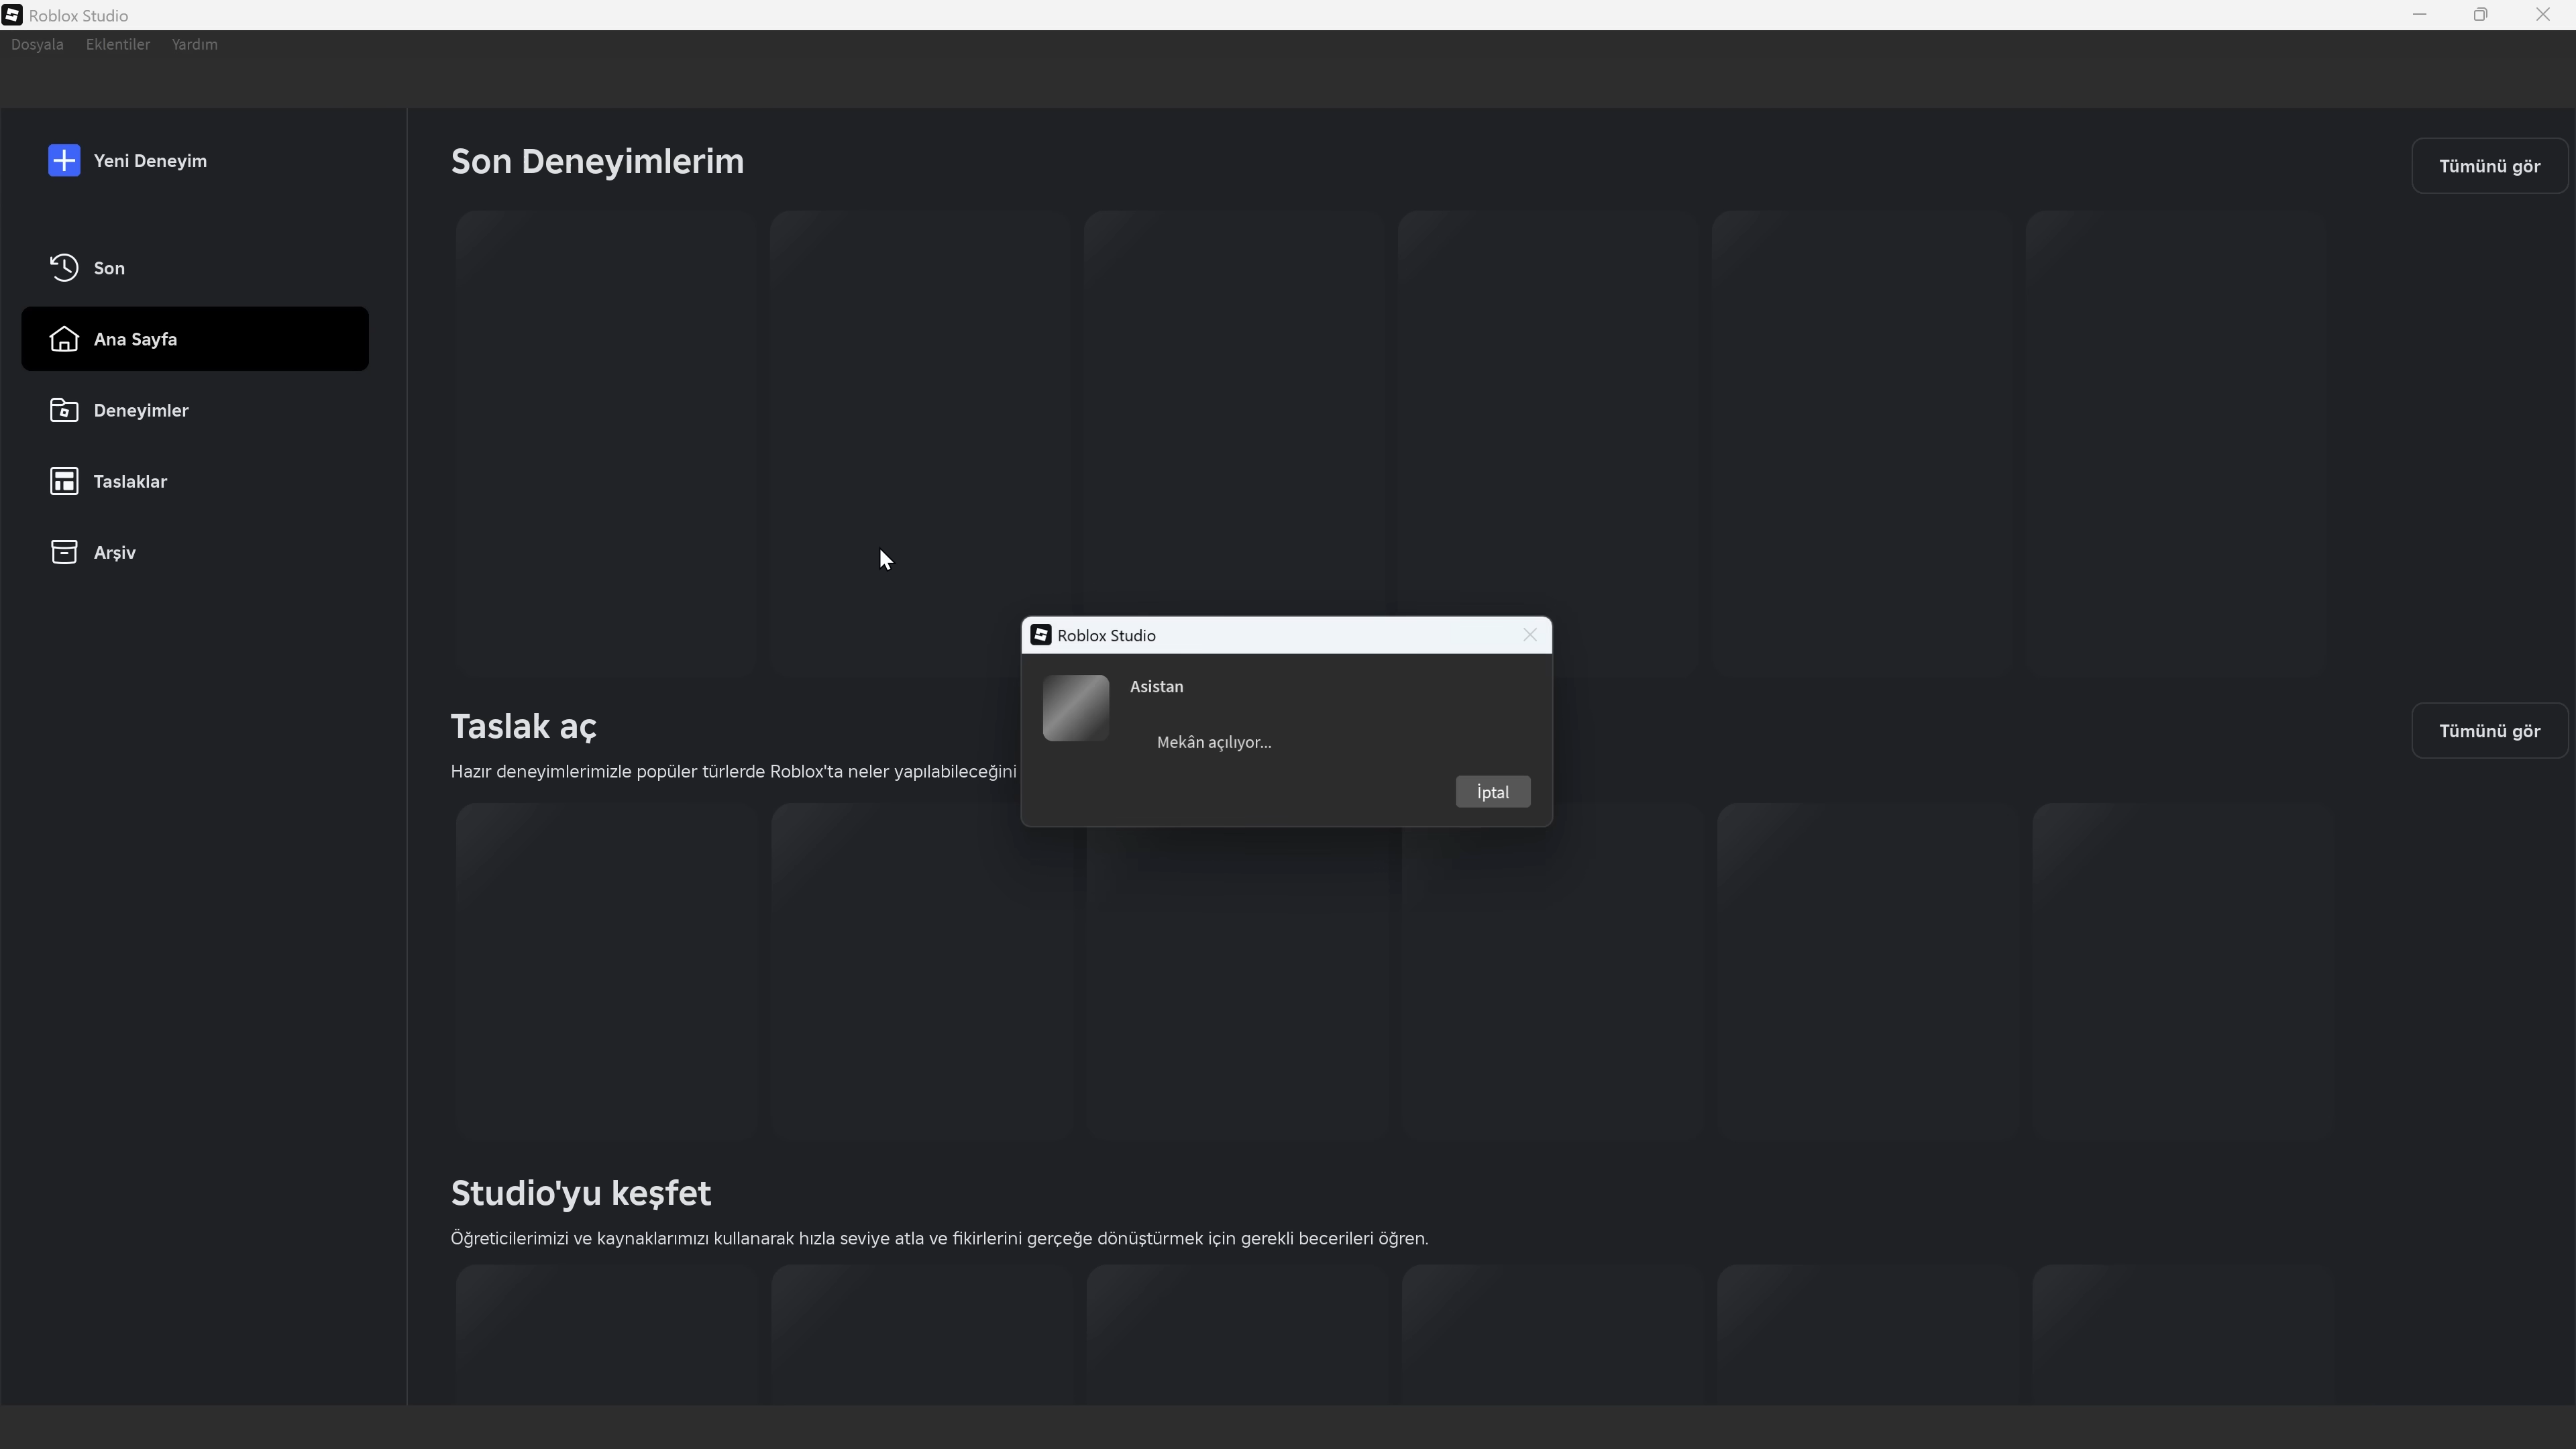 Roblox Studio
Dosyala Eklentiler Yardım
Yeni Deneyim
Son
Ana Sayfa
Deneyimler
Taslaklar
Arşiv
Son Deneyimlerim
Tümünü gör
Roblox Studio
Asistan
Mekân açılıyor...
İptal
Taslak aç
Tümünü gör
Hazır deneyimlerimizle popüler türlerde Roblox'ta neler yapılabileceğini
Studio'yu keşfet
Öğreticilerimizi ve kaynaklarımızı kullanarak hızla seviye atla ve fikirlerini gerçeğe dönüştürmek için gerekli becerileri öğren.